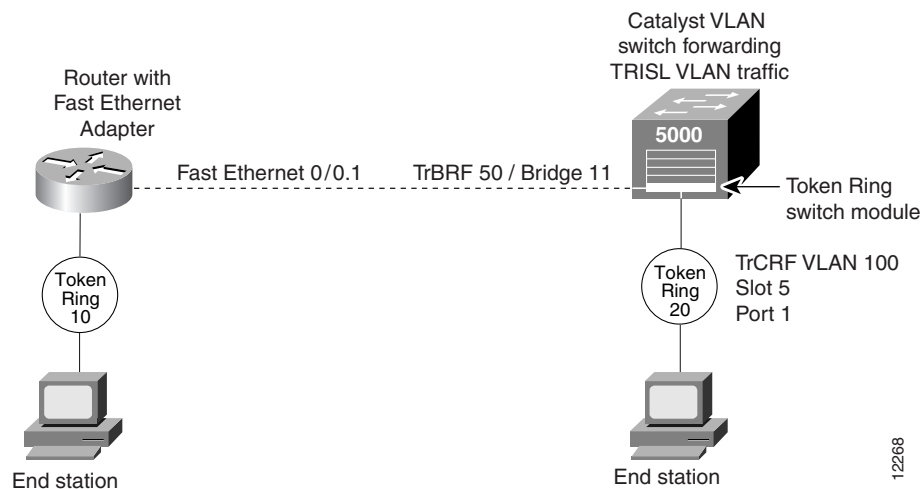 Catalyst VLAN
switch forwarding
TRISL VLAN traffic
Router with
Fast Ethernet
Adapter
5000
Fast Ethernet 0/0.1
TrBRF 50 / Bridge 11
Token Ring
switch module
Token
Ring
10
Token
Ring
20
TrCRF VLAN 100
Slot 5
Port 1
End station
End station
12268